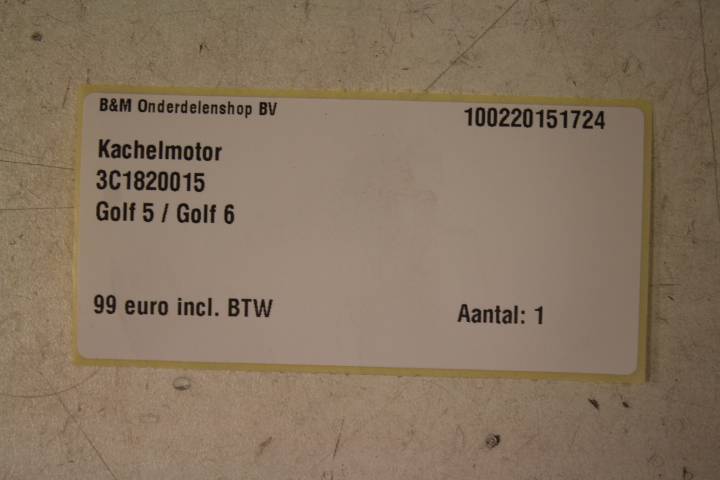 B&M Onderdelenshop BV
100220151724
Kachelmotor
3C1820015
Golf 5 / Golf 6
99 euro incl. BTW
Aantal: 1